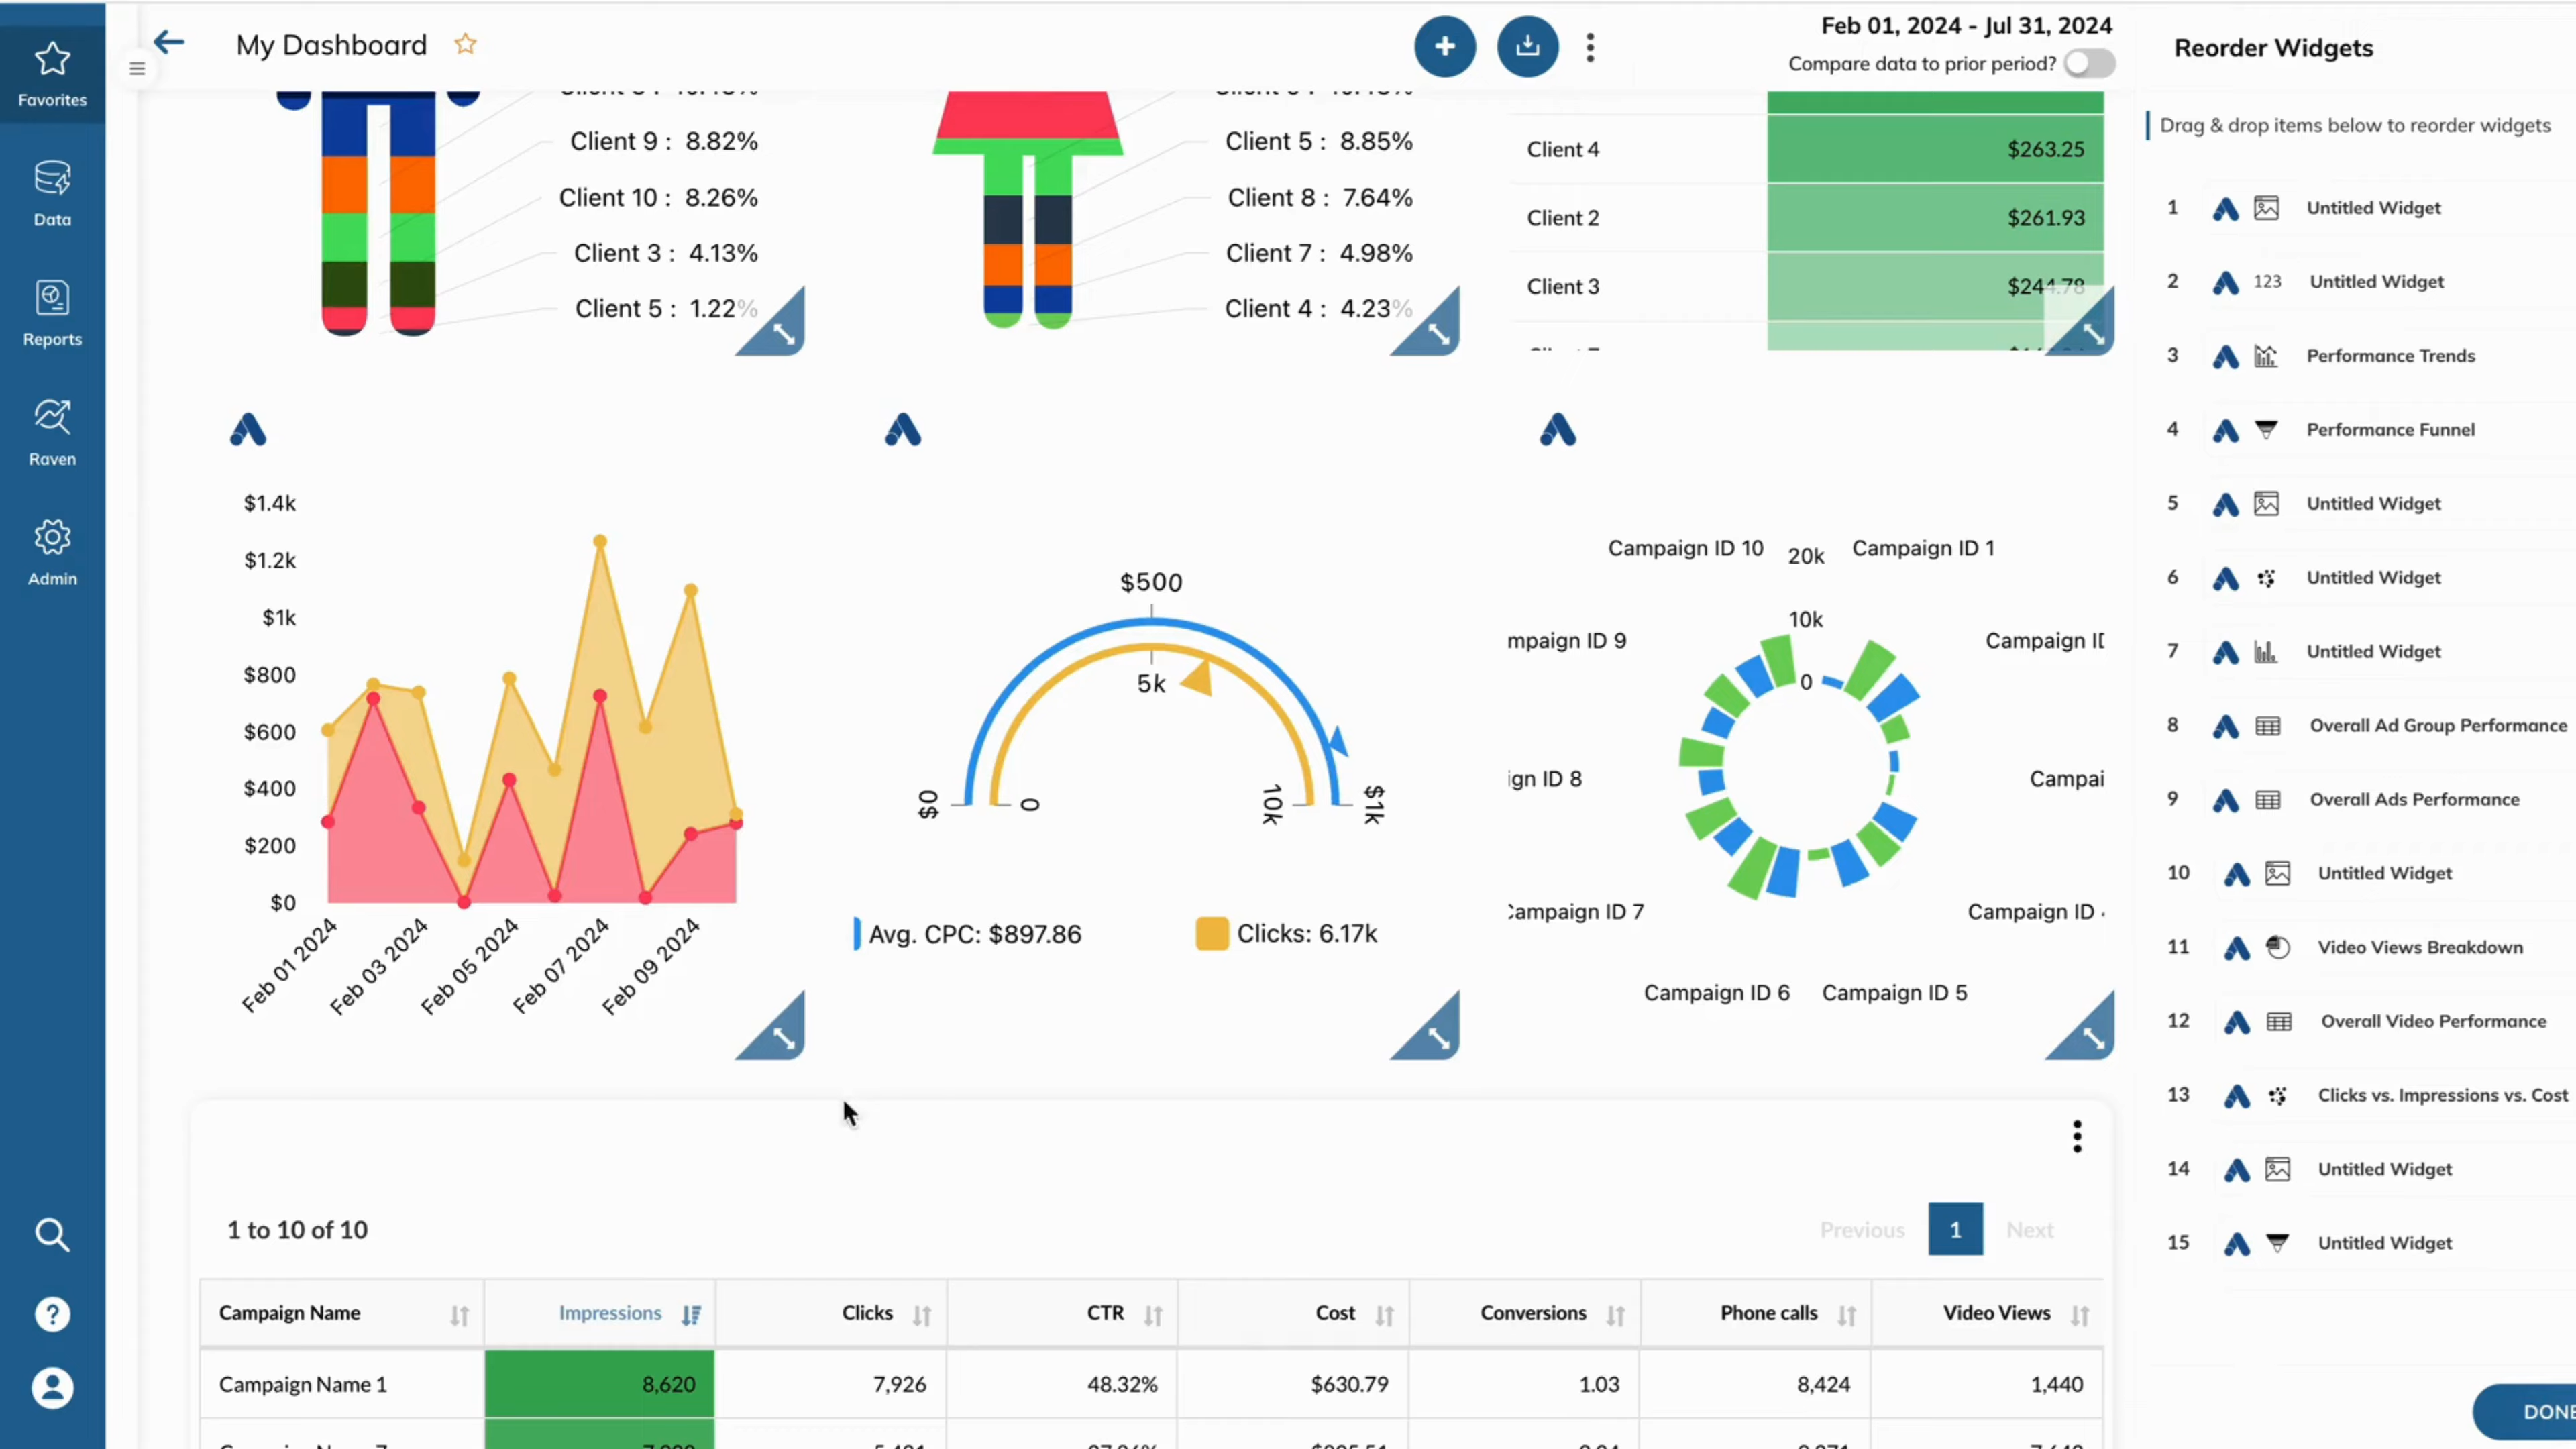 Favorites
Data
Reports
Raven
Admin
My Dashboard
Feb 01, 2024 - Jul 31, 2024
Compare data to prior period?
Client 9 : 8.82%
Client 10 : 8.26%
Client 3 : 4.13%
Client 5 : 1.22%
Client 5 : 8.85%
Client 8 : 7.64%
Client 7 : 4.98%
Client 4 : 4.23%
Client 4 $263.25
Client 2 $261.93
Client 3 $244.78
$1.4k
$1.2k
$1k
$800
$600
$400
$200
$0
Feb 01 2024
Feb 03 2024
Feb 05 2024
Feb 07 2024
Feb 09 2024
$500
5k
$0
0
10k
$1k
Avg. CPC: $897.86
Clicks: 6.17k
Campaign ID 10
20k
Campaign ID 1
10k
mpaign ID 9
Campaign ID
0
ign ID 8
Campai
Campaign ID 7
Campaign ID
Campaign ID 6
Campaign ID 5
1 to 10 of 10
Previous 1 Next
Campaign Name Impressions Clicks CTR Cost Conversions Phone calls Video Views
Campaign Name 1 8,620 7,926 48.32% $630.79 1.03 8,424 1,440
Reorder Widgets
Drag & drop items below to reorder widgets
1 Untitled Widget
2 123 Untitled Widget
3 Performance Trends
4 Performance Funnel
5 Untitled Widget
6 Untitled Widget
7 Untitled Widget
8 Overall Ad Group Performance
9 Overall Ads Performance
10 Untitled Widget
11 Video Views Breakdown
12 Overall Video Performance
13 Clicks vs. Impressions vs. Cost
14 Untitled Widget
15 Untitled Widget
DONE